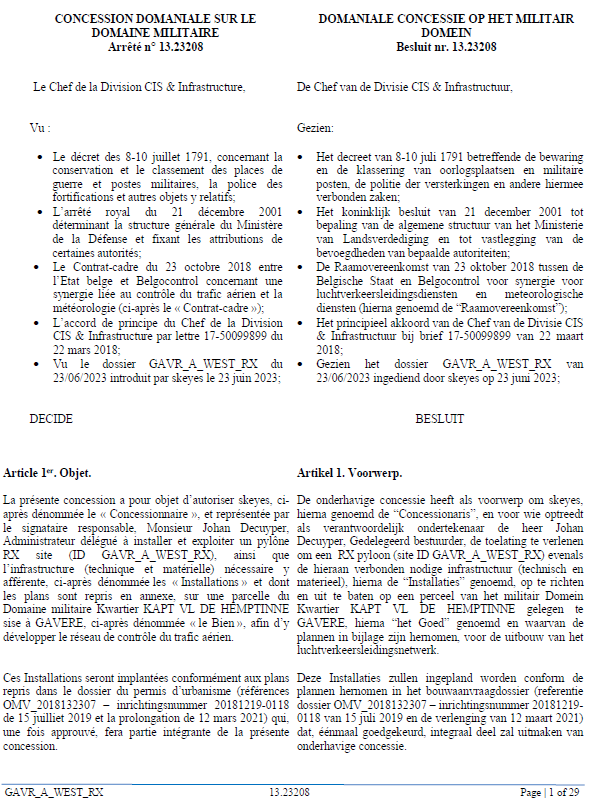 CONCESSION DOMANIALE SUR LE
DOMAINE MILITAIRE
Arrêté n° 13.23208
Le Chef de la Division CIS & Infrastructure,
Vu :
• Le décret des 8-10 juillet 1791, concernant la
conservation et le classement des places de
guerre et postes militaires, la police des
fortifications et autres objets y relatifs;
• L'arrêté royal du 21 décembre 2001
déterminant la structure générale du Ministère
de la Défense et fixant les attributions de
certaines autorités;
• Le Contrat-cadre du 23 octobre 2018 entre
l'Etat belge et Belgocontrol concernant une
synergie liée au contrôle du trafic aérien et la
météorologie (ci-après le « Contrat-cadre »);
• L'accord de principe du Chef de la Division
CIS & Infrastructure par lettre 17-50099899 du
22 mars 2018;
• Vu le dossier GAVR_A_WEST_RX du
23/06/2023 introduit par skeyes le 23 juin 2023;
DECIDE
Article 1er. Objet.
La présente concession a pour objet d'autoriser skeyes, ci-
après dénommée le « Concessionnaire », et représentée par
le signataire responsable, Monsieur Johan Decuyper,
Administrateur délégué à installer et exploiter un pylône
RX site (ID GAVR_A_WEST_RX), ainsi que
l'infrastructure (technique et matérielle) nécessaire y
afférente, ci-après dénommée les « Installations » et dont
les plans sont repris en annexe, sur une parcelle du
Domaine militaire Kwartier KAPT VL DE HEMPTINNE
sise à GAVERE, ci-après dénommée « le Bien », afin d'y
développer le réseau de contrôle du trafic aérien.
Ces Installations seront implantées conformément aux plans
repris dans le dossier du permis d'urbanisme (références
OMV_2018132307 – inrichtingsnummer 20181219-0118
de 15 juilliet 2019 et la prolongation de 12 mars 2021) qui,
une fois approuvé, fera partie intégrante de la présente
concession.
DOMANIALE CONCESSIE OP HET MILITAIR
DOMEIN
Besluit nr. 13.23208
De Chef van de Divisie CIS & Infrastructuur,
Gezien:
• Het decreet van 8-10 juli 1791 betreffende de bewaring
en de klassering van oorlogsplaatsen en militaire
posten, de politie der versterkingen en andere hiermee
verbonden zaken;
• Het koninklijk besluit van 21 december 2001 tot
bepaling van de algemene structuur van het Ministerie
van Landsverdediging en tot vastlegging van de
bevoegdheden van bepaalde autoriteiten;
• De Raamovereenkomst van 23 oktober 2018 tussen de
Belgische Staat en Belgocontrol voor synergie voor
luchtverkeersleidingsdiensten en meteorologische
diensten (hierna genoemd de "Raamovereenkomst");
• Het principieel akkoord van de Chef van de Divisie CIS
& Infrastructuur bij brief 17-50099899 van 22 maart
2018;
• Gezien het dossier GAVR_A_WEST_RX van
23/06/2023 ingediend door skeyes op 23 juni 2023;
BESLUIT
Artikel 1. Voorwerp.
De onderhavige concessie heeft als voorwerp om skeyes,
hierna genoemd de "Concessionaris", en voor wie optreedt
als verantwoordelijk ondertekenaar de heer Johan
Decuyper, Gedelegeerd bestuurder, de toelating te verlenen
om een RX pyloon (site ID GAVR_A_WEST_RX) evenals
de hieraan verbonden nodige infrastructuur (technisch en
materieel), hierna de "Installaties" genoemd, op te richten
en uit te baten op een perceel van het militair Domein
Kwartier KAPT VL DE HEMPTINNE gelegen te
GAVERE, hierna "het Goed" genoemd en waarvan de
plannen in bijlage zijn hernomen, voor de uitbouw van het
luchtverkeersleidingsnetwerk.
Deze Installaties zullen ingepland worden conform de
plannen hernomen in het bouwaanvraagdossier (referentie
dossier OMV_2018132307 – inrichtingsnummer 20181219-
0118 van 15 juli 2019 en de verlenging van 12 maart 2021)
dat, éénmaal goedgekeurd, integraal deel zal uitmaken van
onderhavige concessie.
GAVR_A_WEST_RX 13.23208 Page | 1 of 29